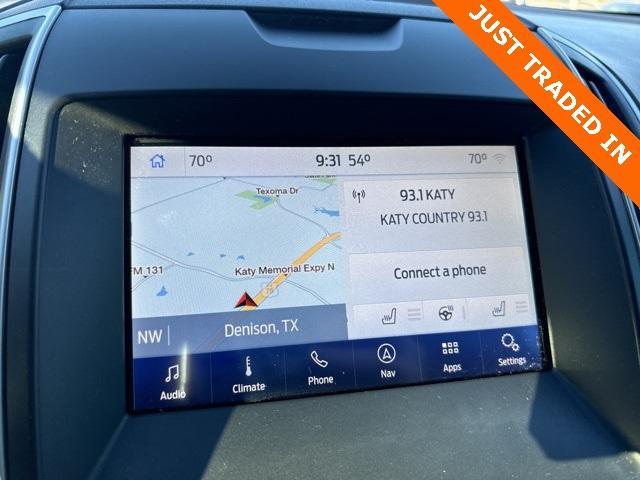 JUST TRADED IN
70° 9:31 54° 70°
Texoma Dr
FM 131
Katy Memorial Expy N
75
NW Denison, TX
93.1 KATY
KATY COUNTRY 93.1
Connect a phone
Audio Climate Phone Nav Apps Settings